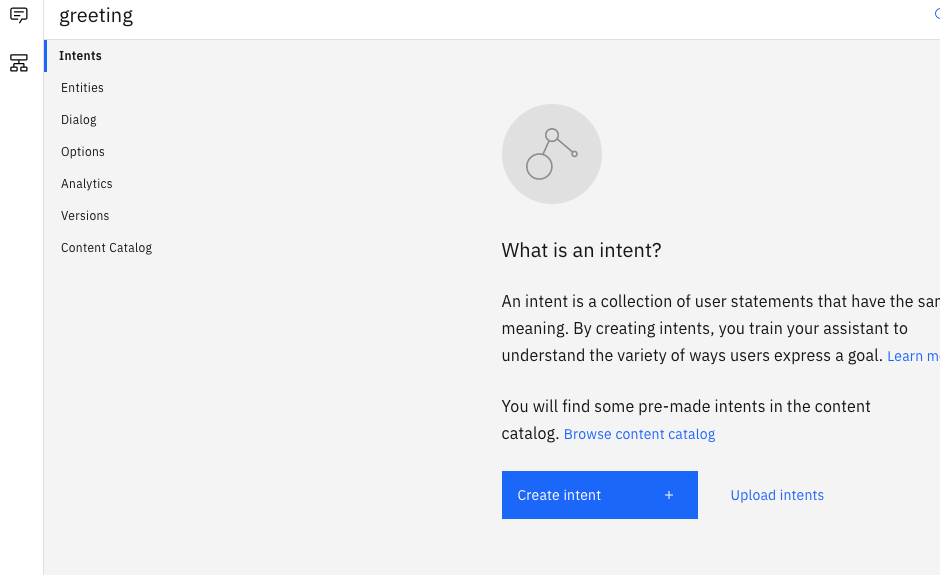 greeting
Intents
Entities
Dialog
Options
Analytics
Versions
Content Catalog
What is an intent?
An intent is a collection of user statements that have the
meaning. By creating intents, you train your assistant to
understand the variety of ways users express a goal. Learn
You will find some pre-made intents in the content
catalog. Browse content catalog
Create intent +
Upload intents